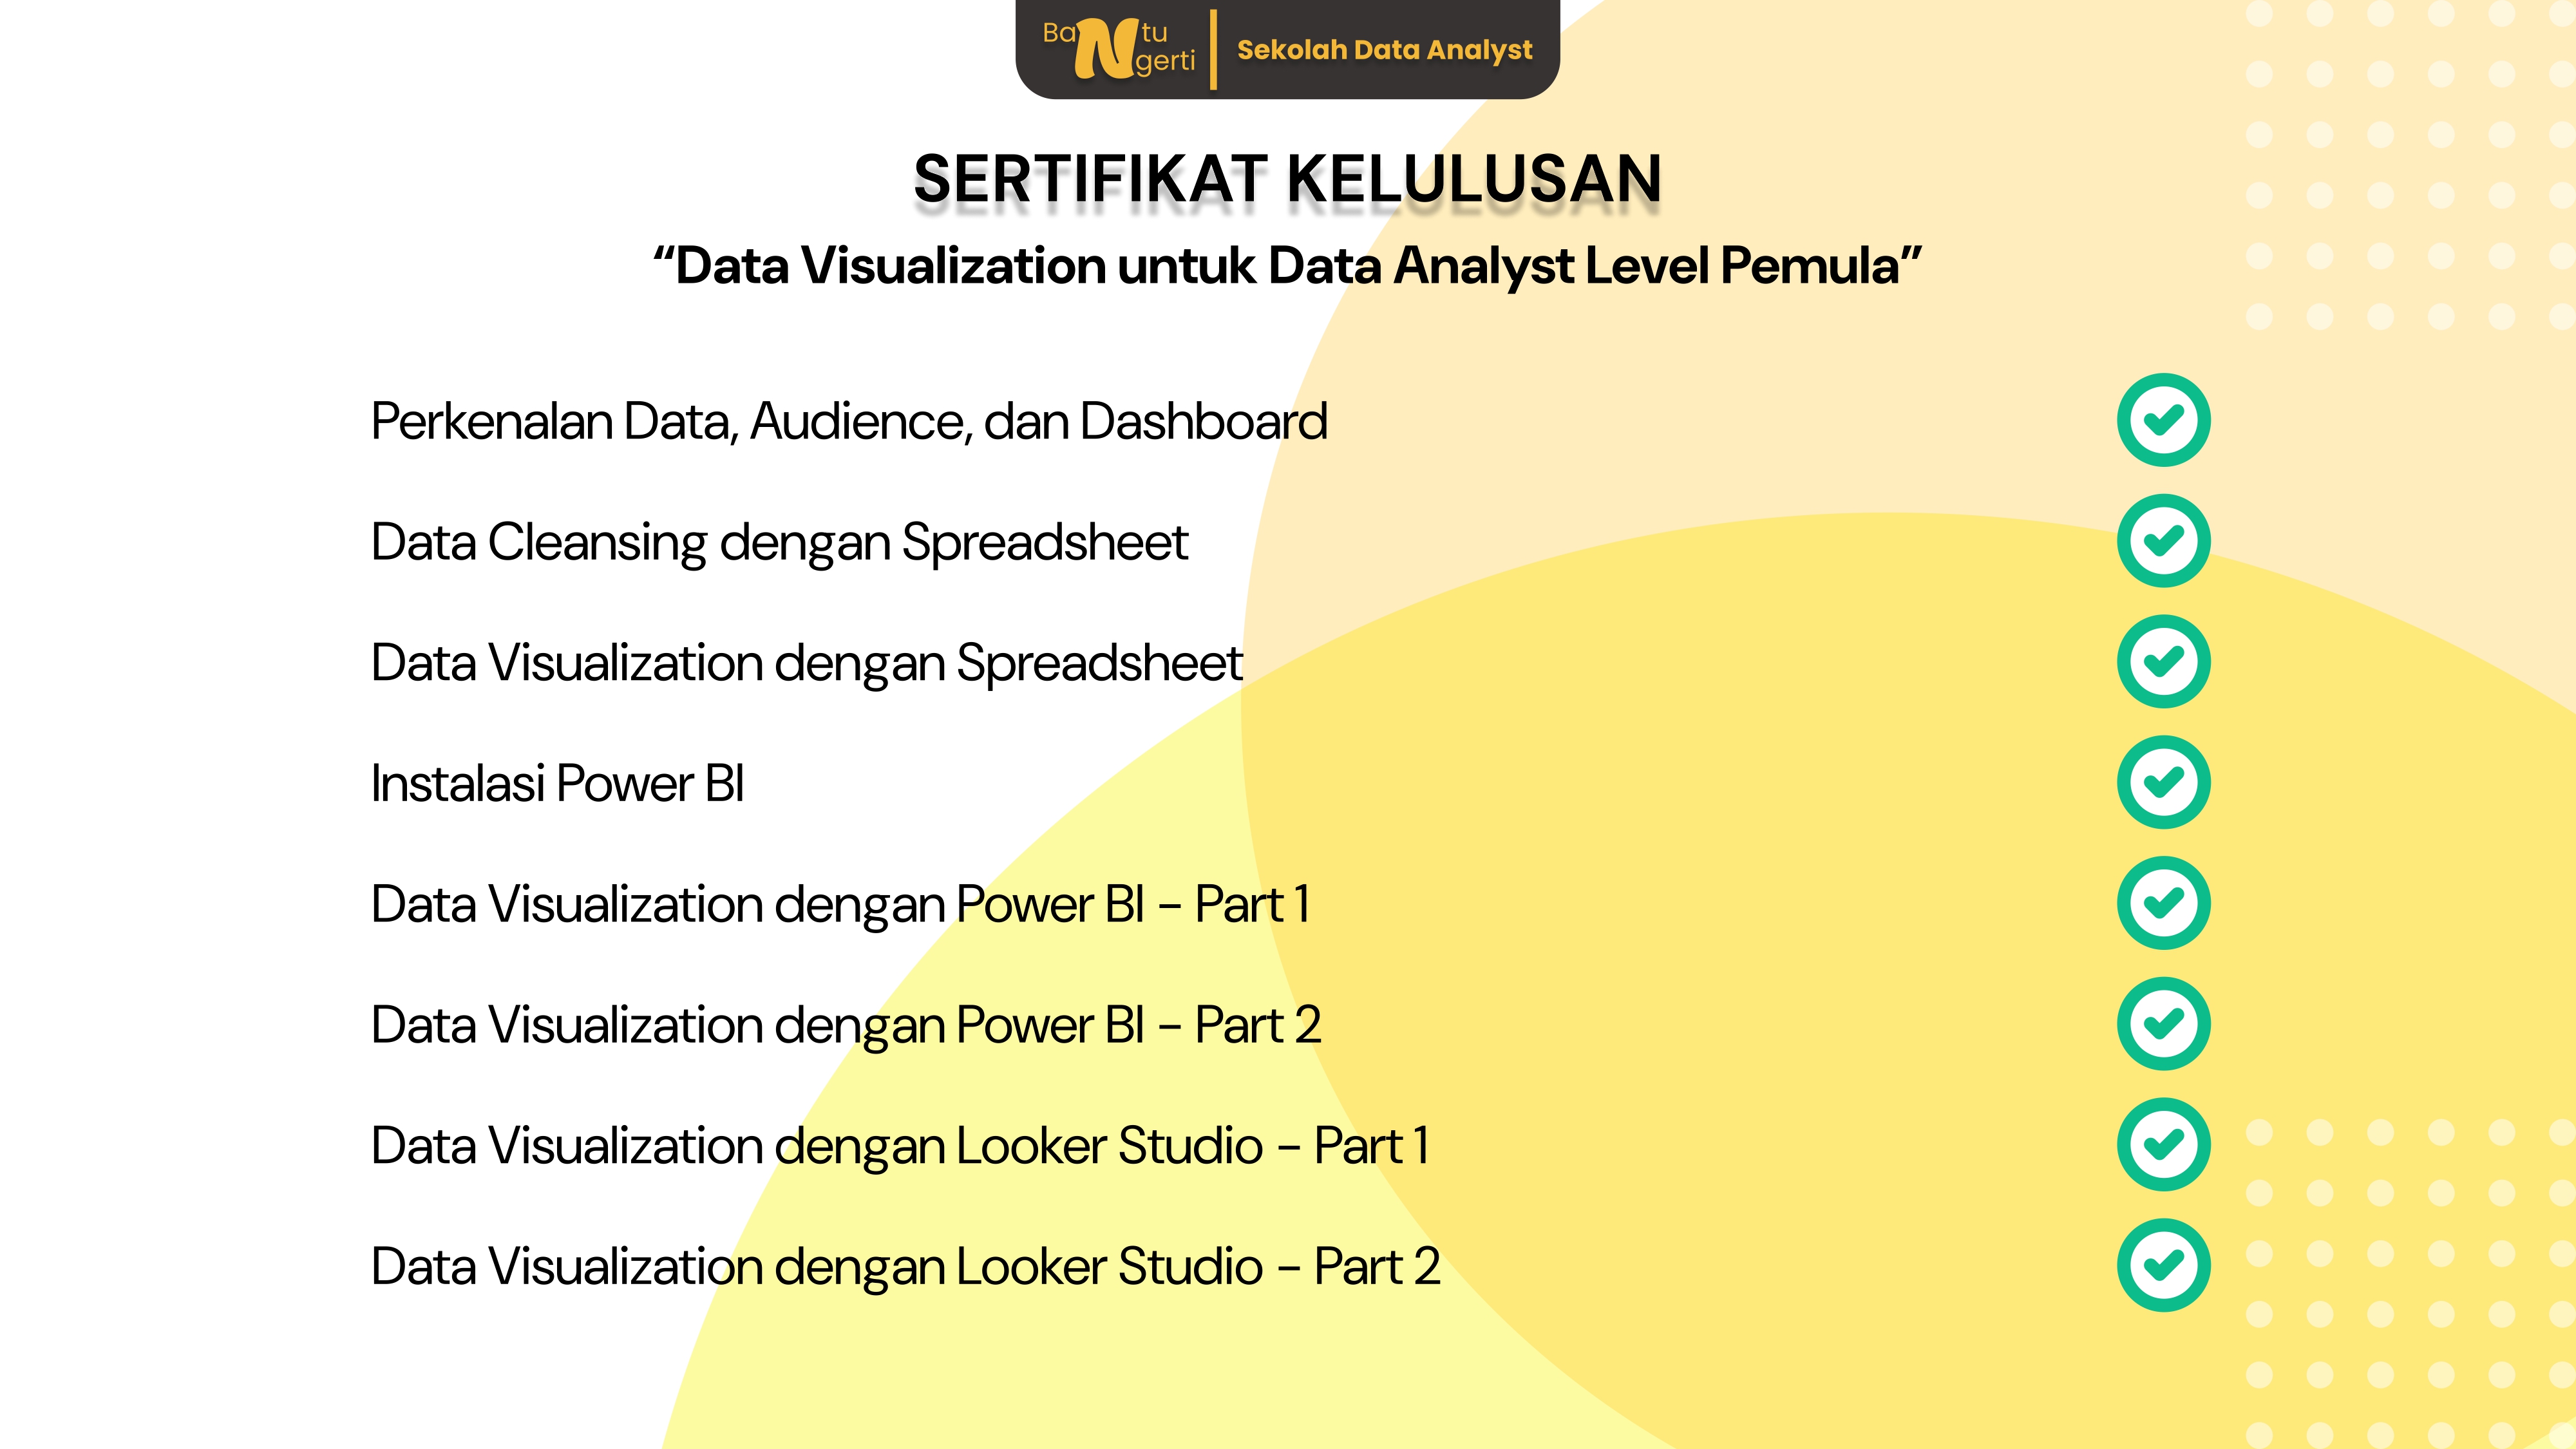 BaNtu
Ngerti
Sekolah Data Analyst
SERTIFIKAT KELULUSAN
“Data Visualization untuk Data Analyst Level Pemula”
Perkenalan Data, Audience, dan Dashboard
Data Cleansing dengan Spreadsheet
Data Visualization dengan Spreadsheet
Instalasi Power BI
Data Visualization dengan Power BI - Part 1
Data Visualization dengan Power BI - Part 2
Data Visualization dengan Looker Studio - Part 1
Data Visualization dengan Looker Studio - Part 2